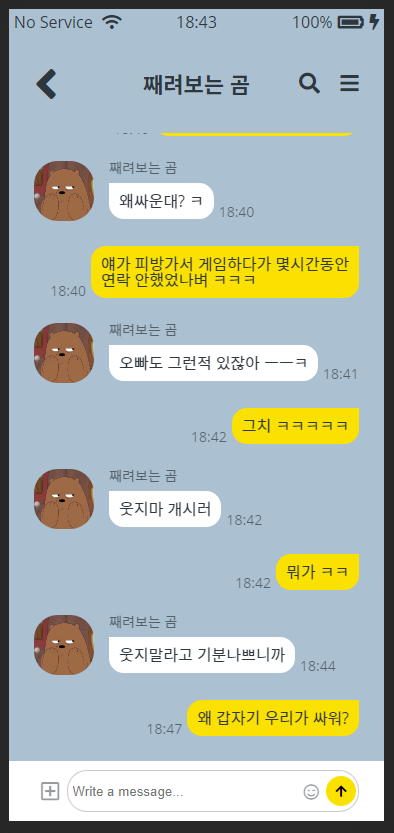 No Service 18:43 100%
째려보는 곰
째려보는 곰
왜싸운대? ㅋ
18:40
얘가 피방가서 게임하다가 몇시간동안
연락 안했었나벼 ㅋㅋㅋ
18:40
째려보는 곰
오빠도 그런적 있잖아 ㅡㅡㅋ
18:41
그치 ㅋㅋㅋㅋㅋ
18:42
째려보는 곰
웃지마 개시러
18:42
뭐가 ㅋㅋ
18:42
째려보는 곰
웃지말라고 기분나쁘니까
18:44
왜 갑자기 우리가 싸워?
18:47
Write a message...